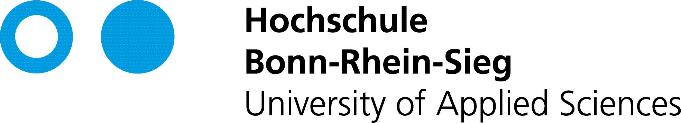 Hochschule
Bonn-Rhein-Sieg
University of Applied Sciences